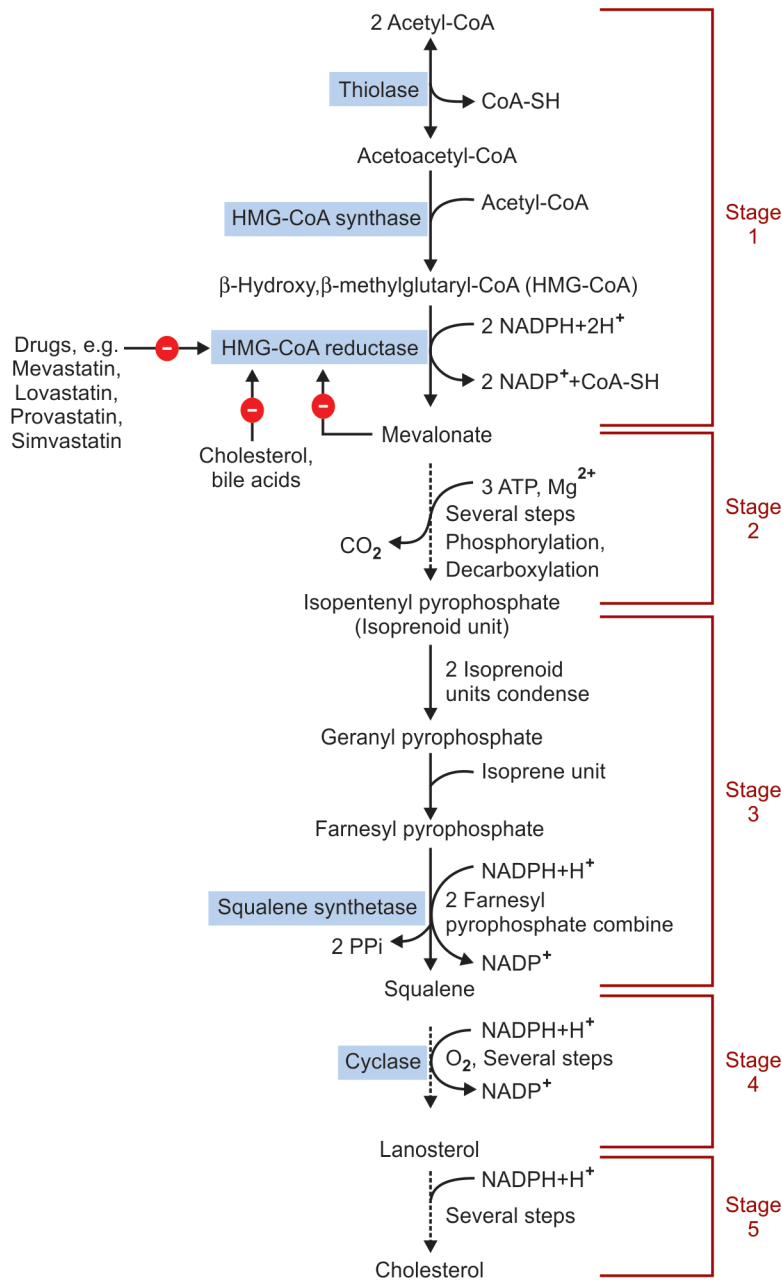 2 Acetyl-CoA
Thiolase
CoA-SH
Acetoacetyl-CoA
HMG-CoA synthase
Acetyl-CoA
Stage
1
β-Hydroxy,β-methylglutaryl-CoA (HMG-CoA)
Drugs, e.g.
Mevastatin,
Lovastatin,
Provastatin,
Simvastatin
–
HMG-CoA reductase
2 NADPH+2H⁺
2 NADP⁺+CoA-SH
–
–
Cholesterol,
bile acids
Mevalonate
3 ATP, Mg²⁺
Several steps
Phosphorylation,
Decarboxylation
CO₂
Stage
2
Isopentenyl pyrophosphate
(Isoprenoid unit)
2 Isoprenoid
units condense
Geranyl pyrophosphate
Isoprene unit
Stage
3
Farnesyl pyrophosphate
NADPH+H⁺
Squalene synthetase
2 Farnesyl
pyrophosphate combine
2 PPi
NADP⁺
Squalene
NADPH+H⁺
Cyclase
O₂, Several steps
NADP⁺
Stage
4
Lanosterol
NADPH+H⁺
Several steps
Stage
5
Cholesterol